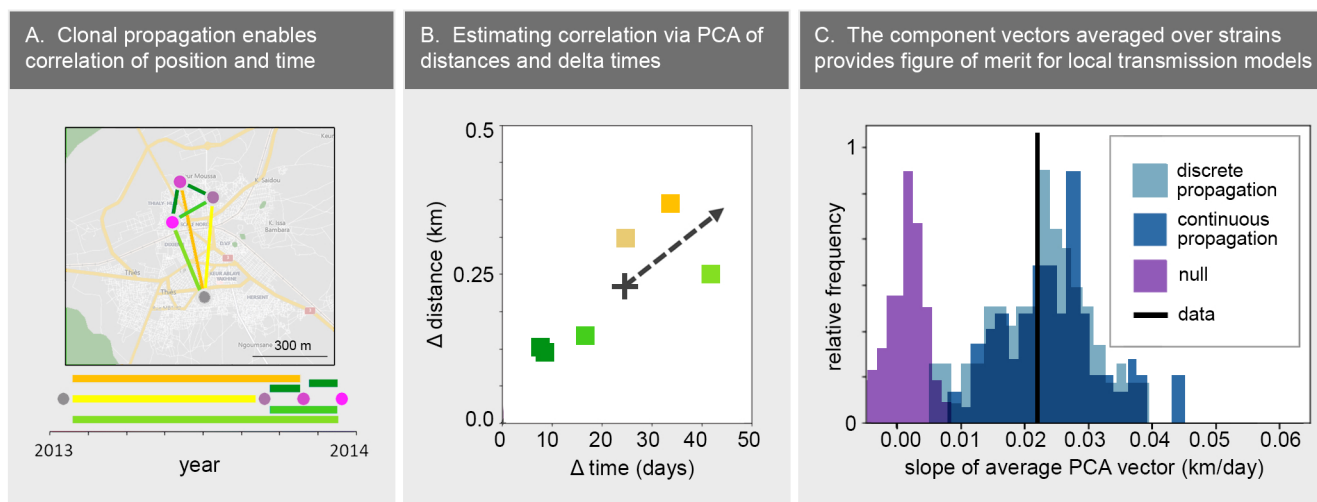 A. Clonal propagation enables
correlation of position and time
Kaur
ur Moussa
K. Saidou
K. Issa
Bambara
Thiès
Thiès
HERSENT
Ngoumsane
300 m
2013
2014
year
B. Estimating correlation via PCA of
distances and delta times
0.5
0.25
0.0
Δ distance (km)
0 10 20 30 40 50
Δ time (days)
C. The component vectors averaged over strains
provides figure of merit for local transmission models
1
0
relative frequency
discrete
propagation
continuous
propagation
null
data
0.00 0.01 0.02 0.03 0.04 0.05 0.06
slope of average PCA vector (km/day)